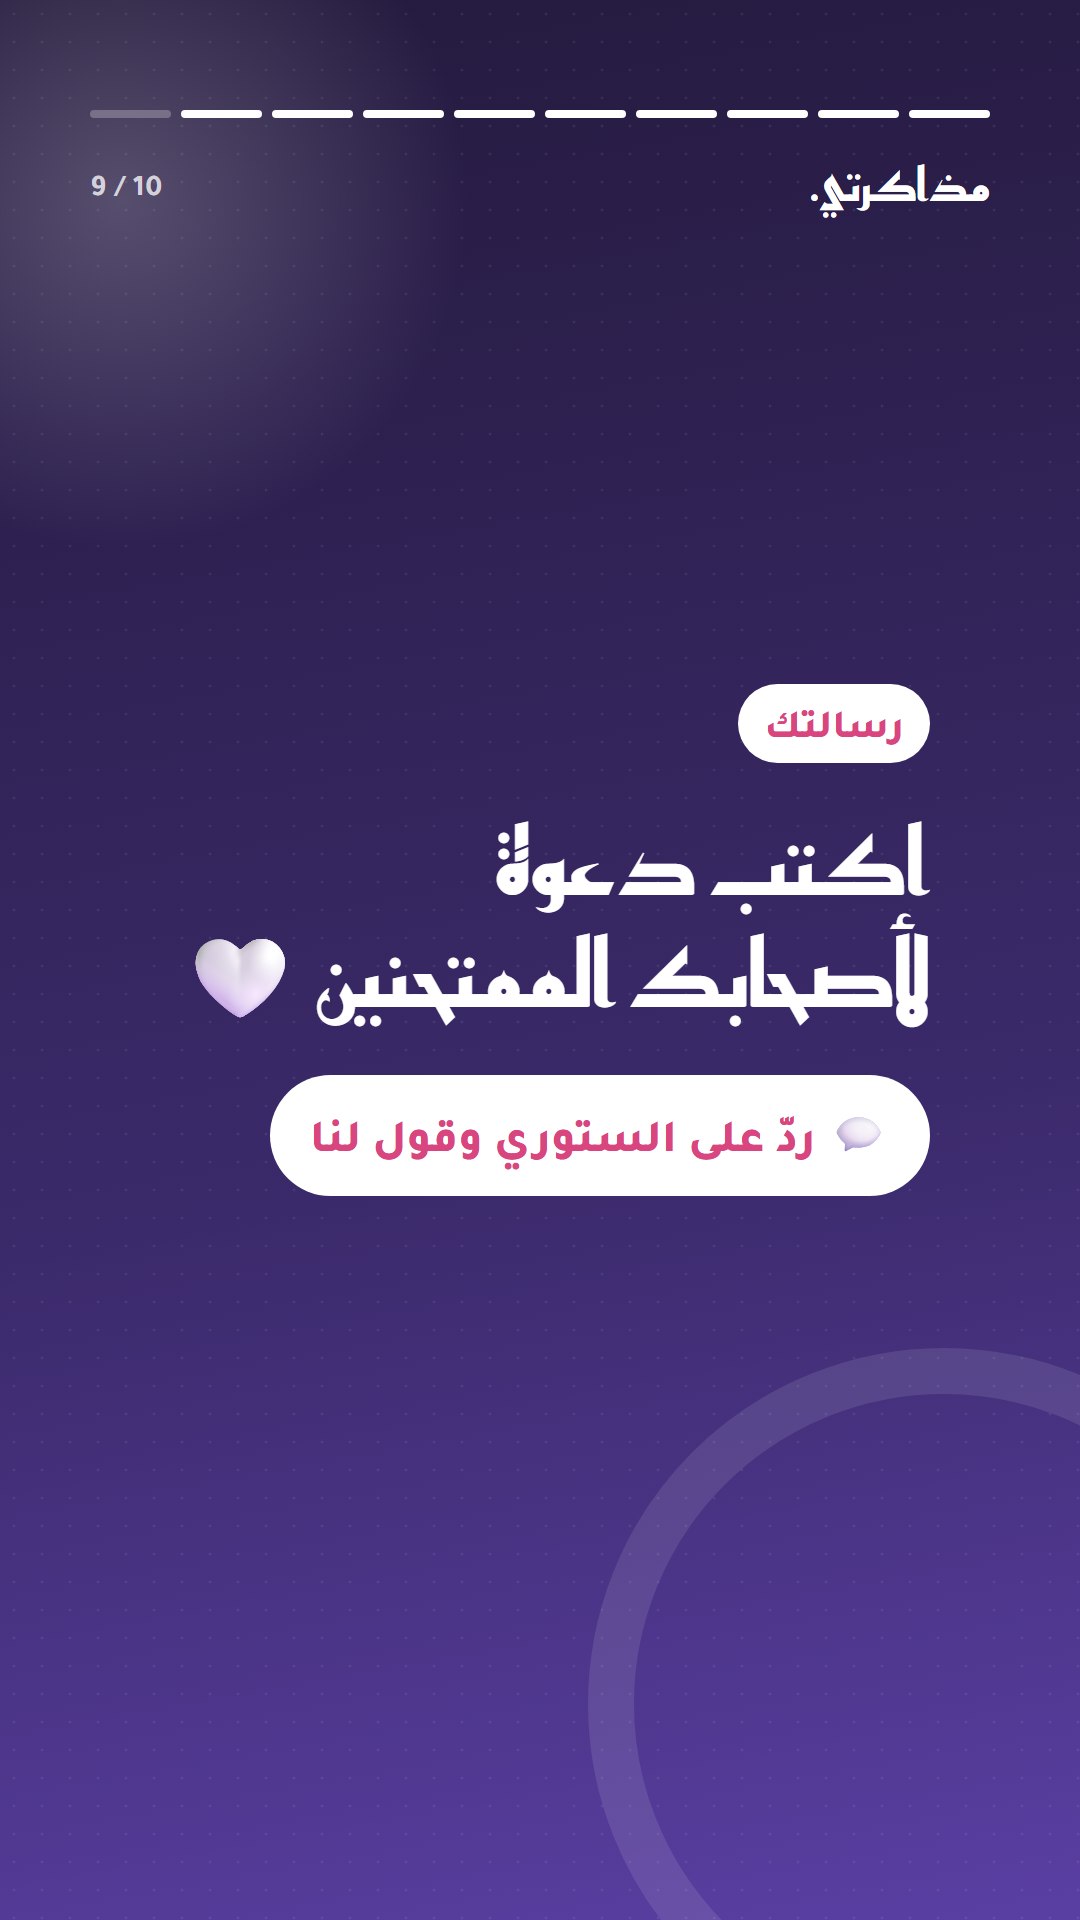 مذاكرتي.
9 / 10
رسالتك
اكتب دعوة
لأصحابك الممتحنين
ردّ على الستوري وقول لنا